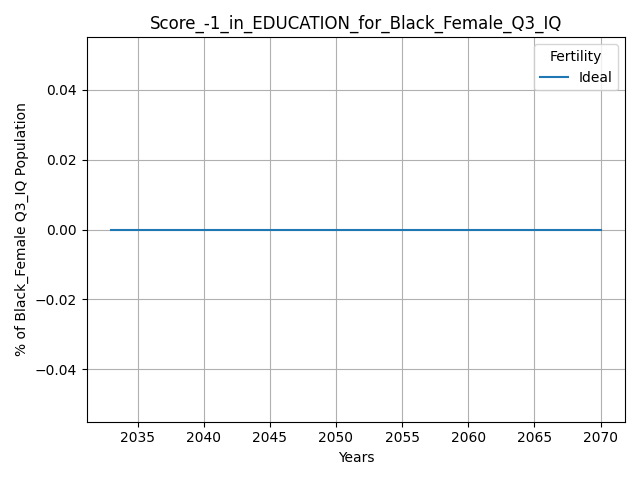 Score_-1_in_EDUCATION_for_Black_Female_Q3_IQ
Fertility
Ideal
% of Black_Female Q3_IQ Population
0.04
0.02
0.00
−0.02
−0.04
2035 2040 2045 2050 2055 2060 2065 2070
Years